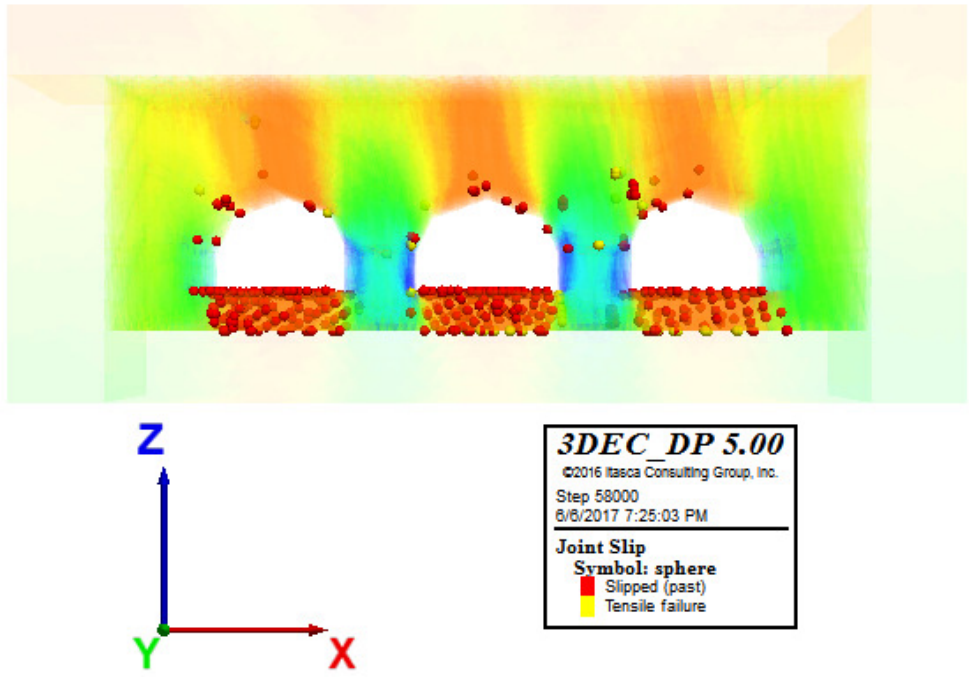 Z
Y
X
3DEC_DP 5.00
©2016 Itasca Consulting Group, Inc.
Step 58000
6/6/2017 7:25:03 PM
Joint Slip
Symbol: sphere
Slipped (past)
Tensile failure